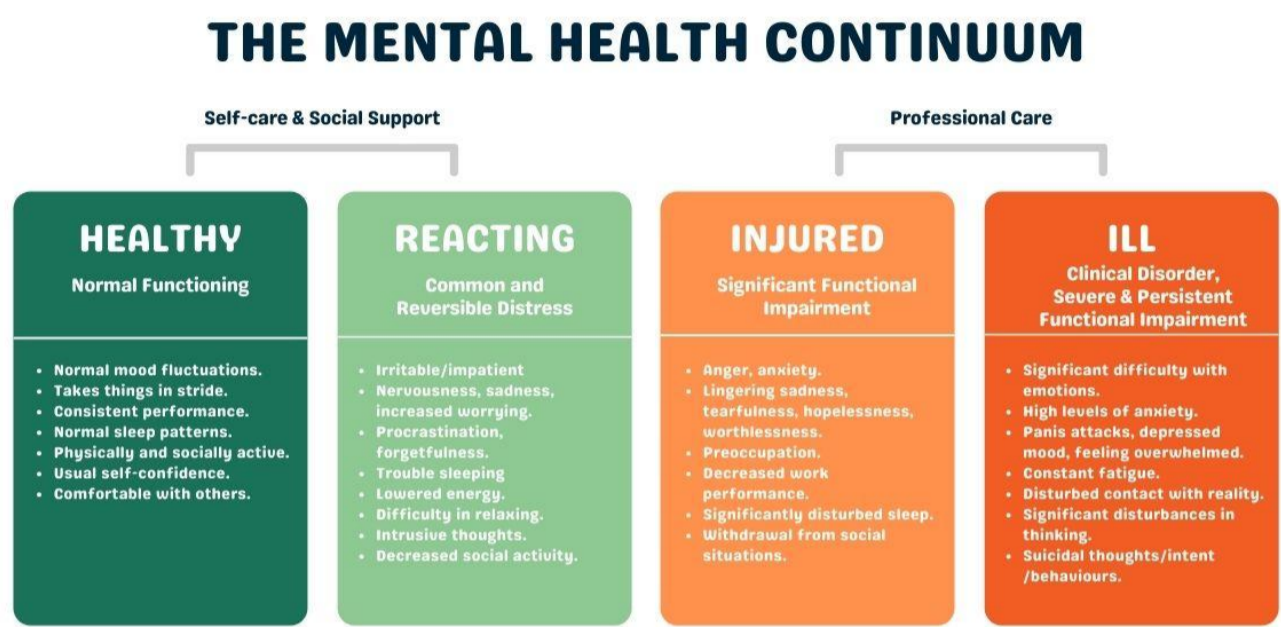 THE MENTAL HEALTH CONTINUUM
Self-care & Social Support
Professional Care
HEALTHY
Normal Functioning
• Normal mood fluctuations.
• Takes things in stride.
• Consistent performance.
• Normal sleep patterns.
• Physically and socially active.
• Usual self-confidence.
• Comfortable with others.
REACTING
Common and
Reversible Distress
• Irritable/impatient
• Nervousness, sadness,
increased worrying.
• Procrastination,
forgetfulness.
• Trouble sleeping
• Lowered energy.
• Difficulty in relaxing.
• Intrusive thoughts.
• Decreased social activity.
INJURED
Significant Functional
Impairment
• Anger, anxiety.
• Lingering sadness,
tearfulness, hopelessness,
worthlessness.
• Preoccupation.
• Decreased work
performance.
• Significantly disturbed sleep.
• Withdrawal from social
situations.
ILL
Clinical Disorder,
Severe & Persistent
Functional Impairment
• Significant difficulty with
emotions.
• High levels of anxiety.
• Panis attacks, depressed
mood, feeling overwhelmed.
• Constant fatigue.
• Disturbed contact with reality.
• Significant disturbances in
thinking.
• Suicidal thoughts/intent
/behaviours.